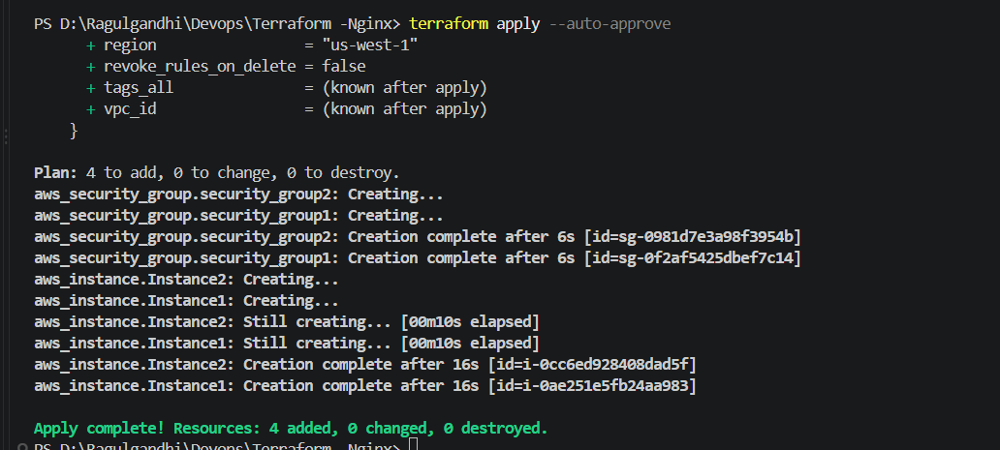 PS D:\Ragulgandhi\Devops\Terraform -Nginx> terraform apply --auto-approve
+ region = "us-west-1"
+ revoke_rules_on_delete = false
+ tags_all = (known after apply)
+ vpc_id = (known after apply)
}
Plan: 4 to add, 0 to change, 0 to destroy.
aws_security_group.security_group2: Creating...
aws_security_group.security_group1: Creating...
aws_security_group.security_group2: Creation complete after 6s [id=sg-0981d7e3a98f3954b]
aws_security_group.security_group1: Creation complete after 6s [id=sg-0f2af5425dbef7c14]
aws_instance.Instance2: Creating...
aws_instance.Instance1: Creating...
aws_instance.Instance2: Still creating... [00m10s elapsed]
aws_instance.Instance1: Still creating... [00m10s elapsed]
aws_instance.Instance2: Creation complete after 16s [id=i-0cc6ed928408dad5f]
aws_instance.Instance1: Creation complete after 16s [id=i-0ae251e5fb24aa983]
Apply complete! Resources: 4 added, 0 changed, 0 destroyed.
PS D:\Ragulgandhi\Devops\Terraform -Nginx>